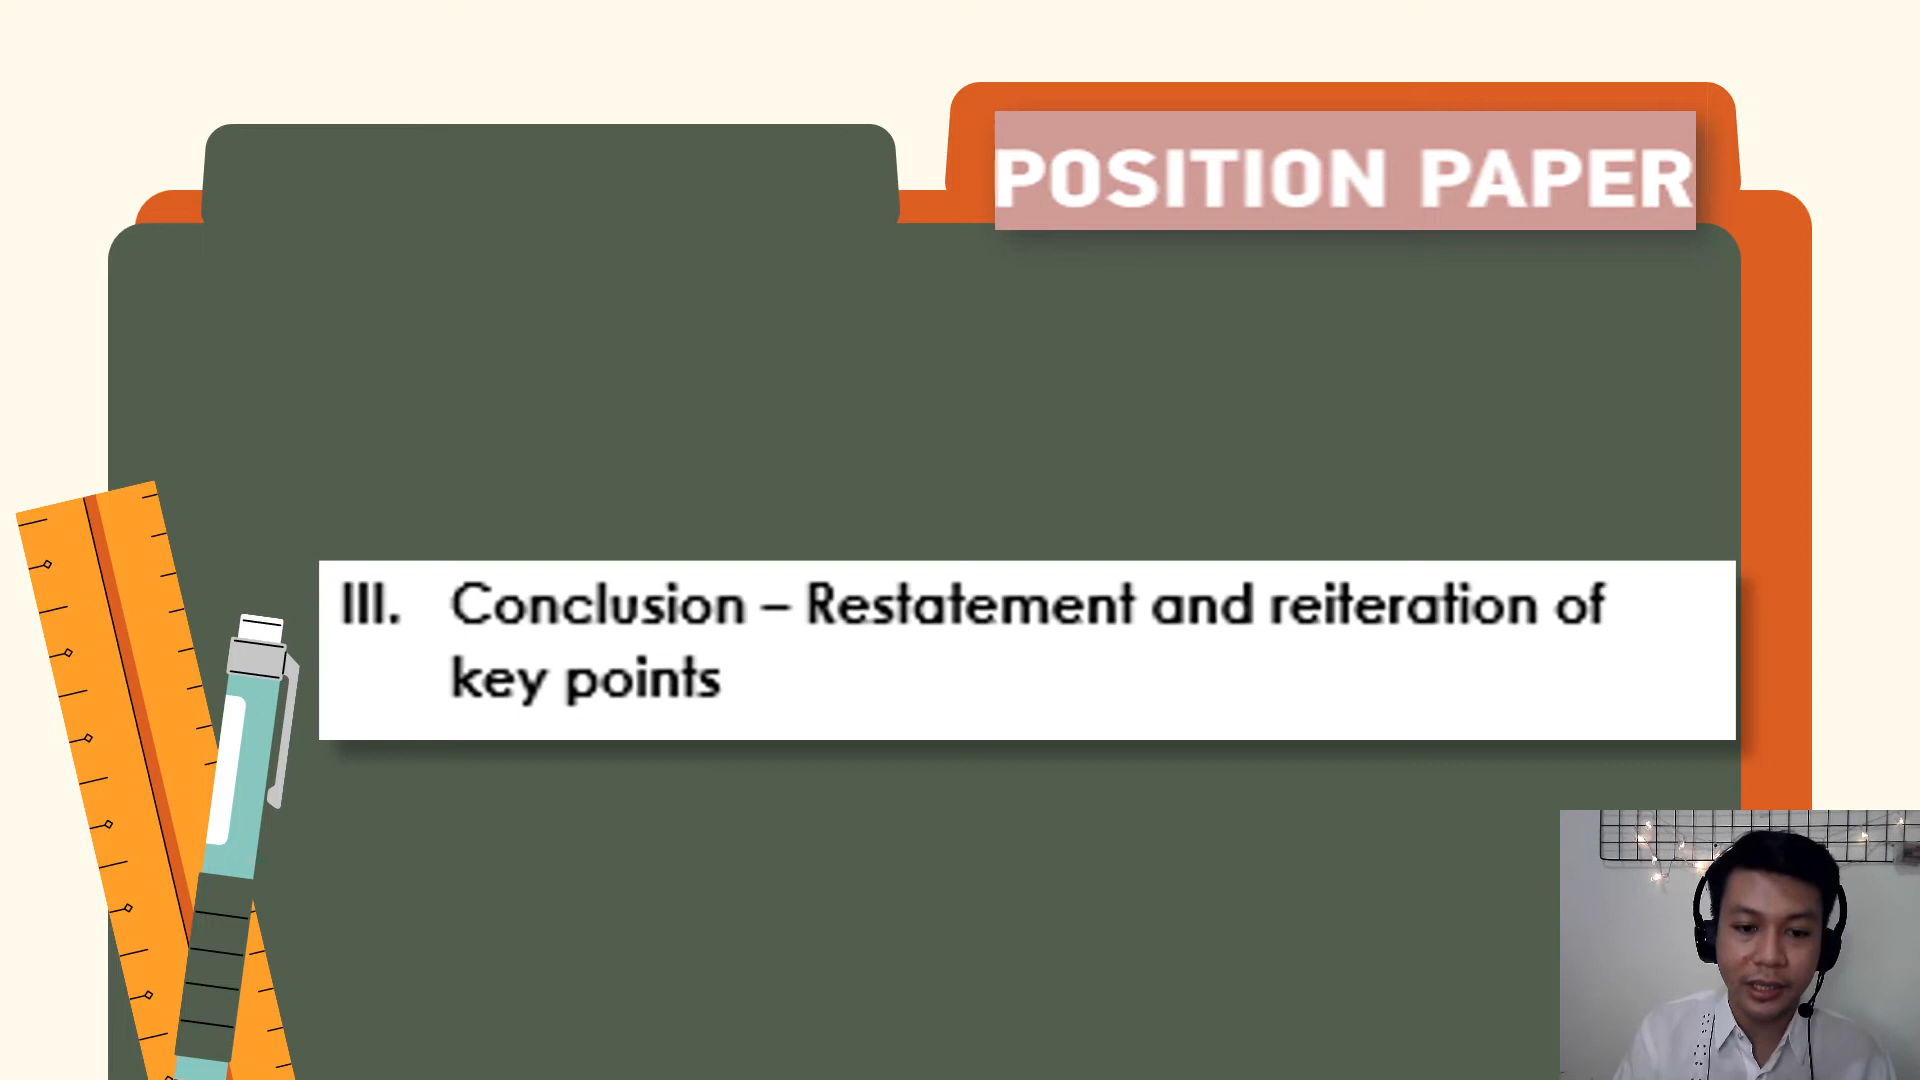 POSITION PAPER
III. Conclusion – Restatement and reiteration of
key points